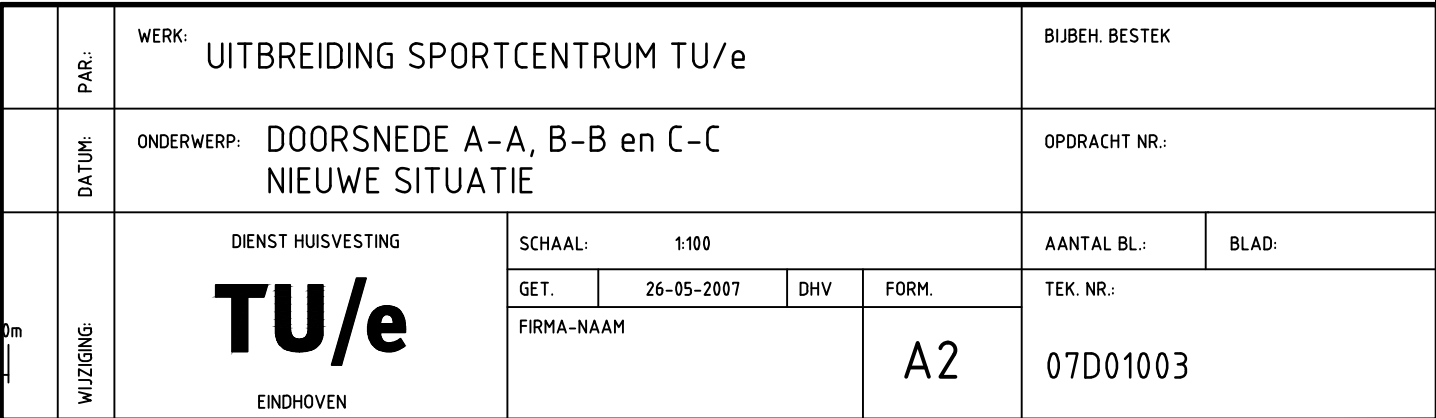 PAR.:
WERK: UITBREIDING SPORTCENTRUM TU/e
BIJBEH. BESTEK
DATUM:
ONDERWERP: DOORSNEDE A-A, B-B en C-C
NIEUWE SITUATIE
OPDRACHT NR.:
WIJZIGING:
DIENST HUISVESTING
TU/e
EINDHOVEN
SCHAAL: 1:100
GET. 26-05-2007 DHV FORM.
FIRMA-NAAM
A2
AANTAL BL.: BLAD:
TEK. NR.:
07D01003
0m